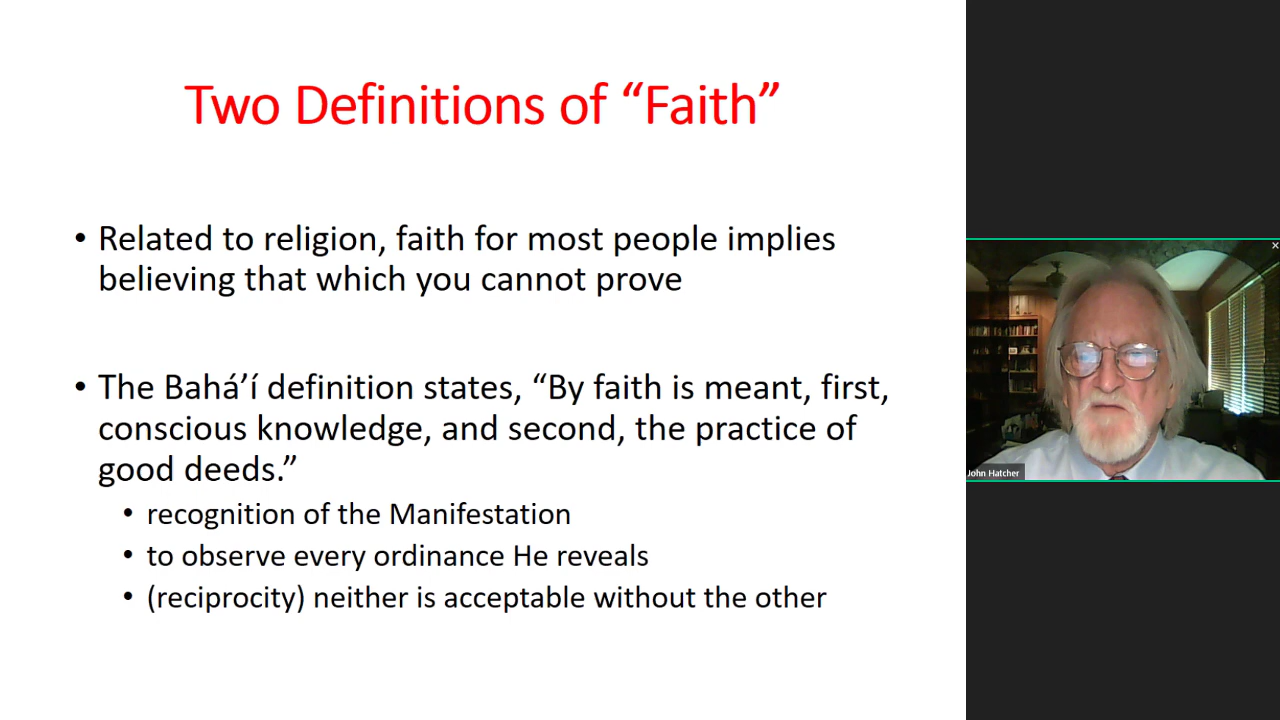 Two Definitions of “Faith”
• Related to religion, faith for most people implies
believing that which you cannot prove
• The Bahá’í definition states, “By faith is meant, first,
conscious knowledge, and second, the practice of
good deeds.”
• recognition of the Manifestation
• to observe every ordinance He reveals
• (reciprocity) neither is acceptable without the other
John Hatcher